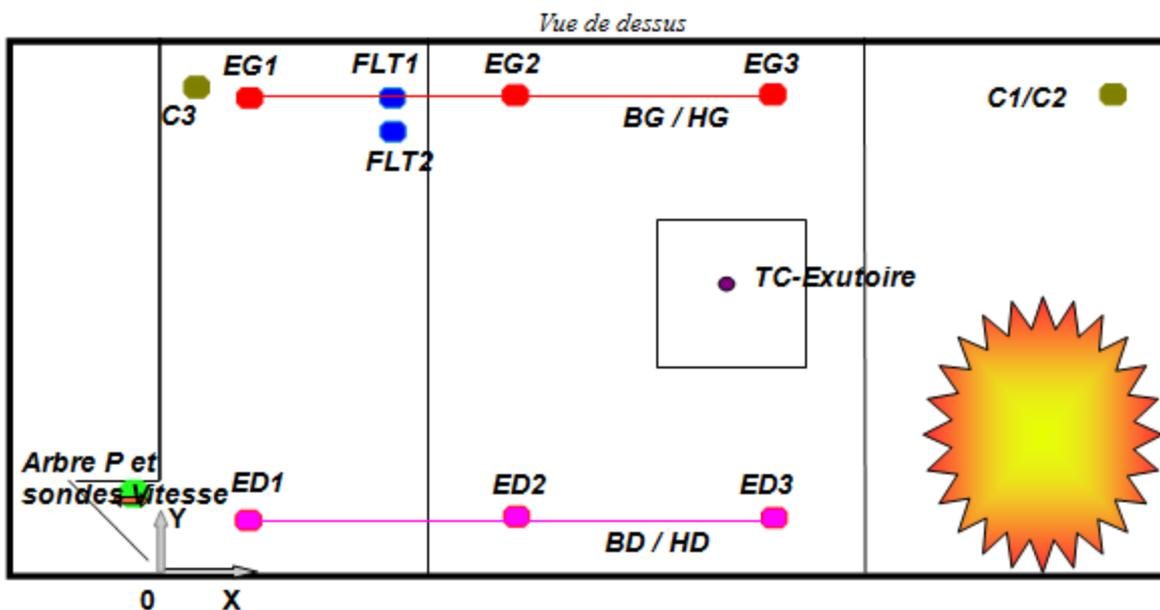 Vue de dessus
EG1
FLT1
EG2
EG3
C3
BG / HG
C1/C2
FLT2
TC-Exutoire
Arbre P et
sondes Vitesse
ED1
ED2
ED3
Y
BD / HD
0
X